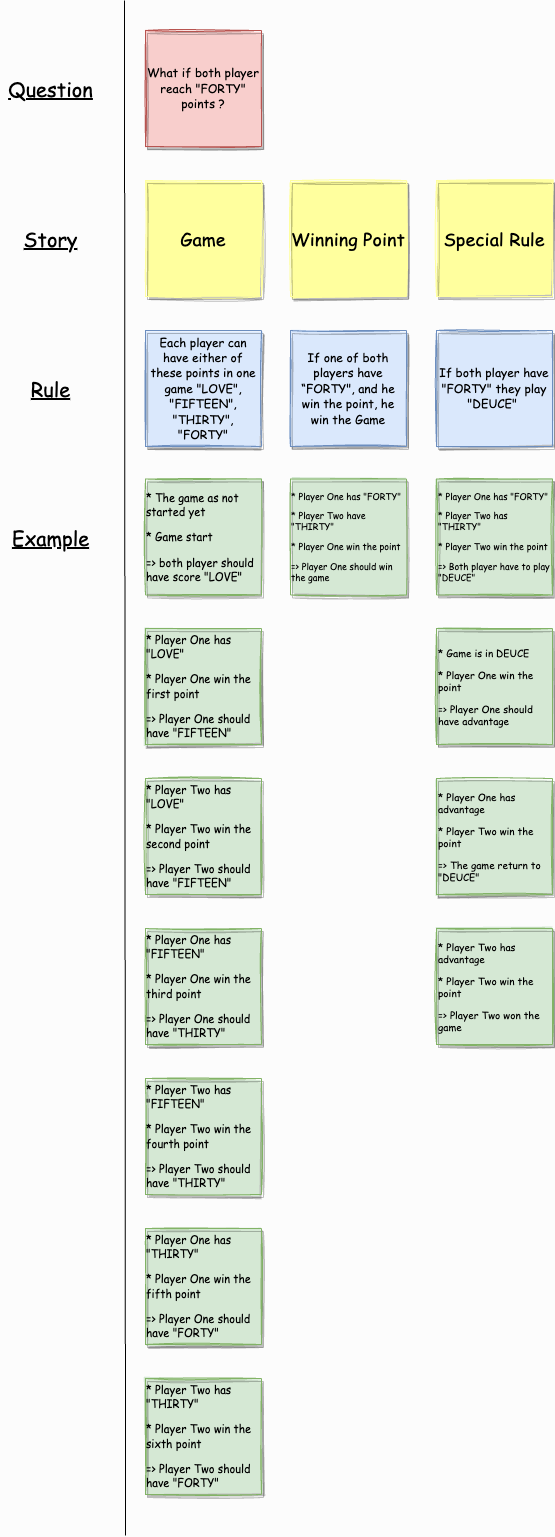 Question
What if both player
reach "FORTY"
points ?
Story
Game
Winning Point
Special Rule
Rule
Each player can
have either of
these points in one
game "LOVE",
"FIFTEEN",
"THIRTY",
"FORTY"
If one of both
players have
“FORTY", and he
win the point, he
win the Game
If both player have
"FORTY" they play
"DEUCE"
Example
* The game as not
started yet
* Game start
=> both player should
have score "LOVE"
* Player One has "FORTY"
* Player Two have
"THIRTY"
* Player One win the point
=> Player One should win
the game
* Player One has "FORTY"
* Player Two has
"THIRTY"
* Player Two win the point
=> Both player have to play
"DEUCE"
* Player One has
"LOVE"
* Player One win the
first point
=> Player One should
have "FIFTEEN"
* Game is in DEUCE
* Player One win the
point
=> Player One should
have advantage
* Player Two has
"LOVE"
* Player Two win the
second point
=> Player Two should
have "FIFTEEN"
* Player One has
advantage
* Player Two win the
point
=> The game return to
"DEUCE"
* Player One has
"FIFTEEN"
* Player One win the
third point
=> Player One should
have "THIRTY"
* Player Two has
advantage
* Player Two win the
point
=> Player Two won the
game
* Player Two has
"FIFTEEN"
* Player Two win the
fourth point
=> Player Two should
have "THIRTY"
* Player One has
"THIRTY"
* Player One win the
fifth point
=> Player One should
have "FORTY"
* Player Two has
"THIRTY"
* Player Two win the
sixth point
=> Player Two should
have "FORTY"